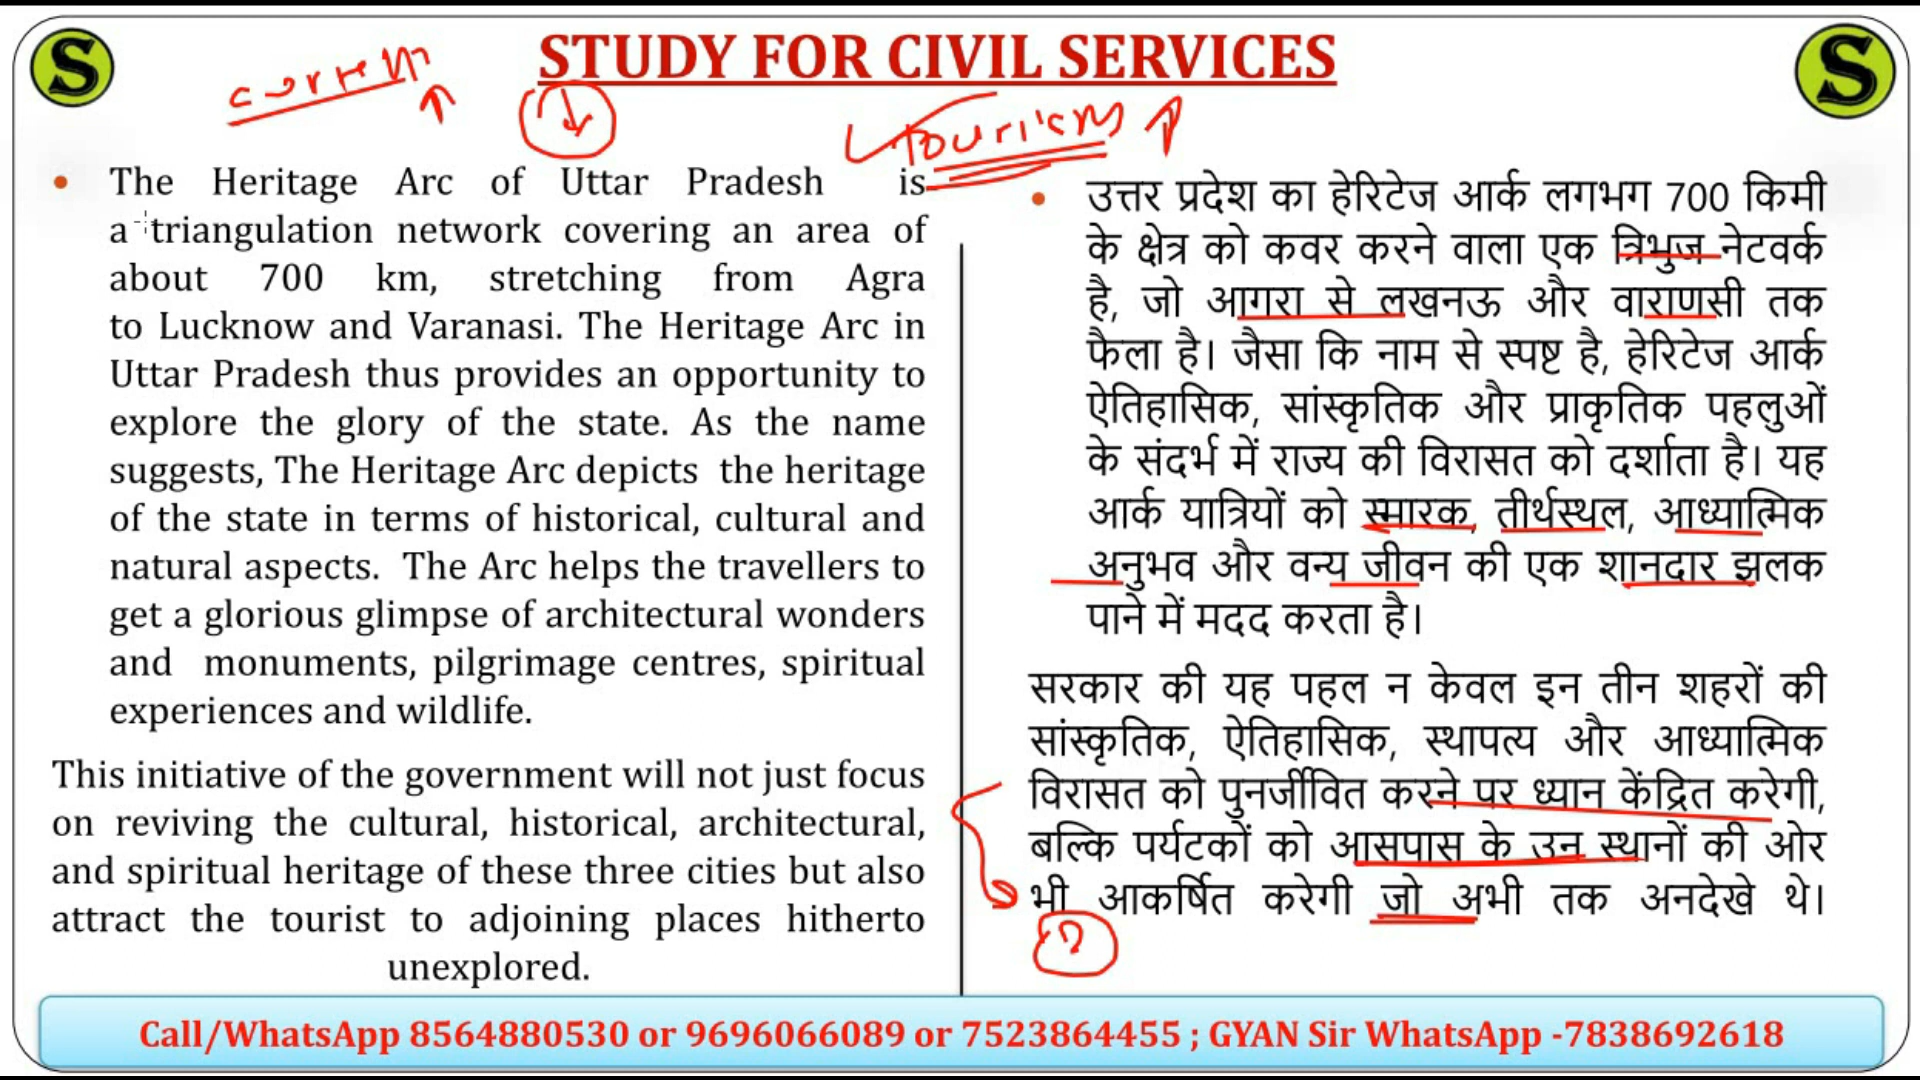 S
STUDY FOR CIVIL SERVICES
S
Tourism
• The Heritage Arc of Uttar Pradesh is
a triangulation network covering an area of
about 700 km, stretching from Agra
to Lucknow and Varanasi. The Heritage Arc in
Uttar Pradesh thus provides an opportunity to
explore the glory of the state. As the name
suggests, The Heritage Arc depicts the heritage
of the state in terms of historical, cultural and
natural aspects. The Arc helps the travellers to
get a glorious glimpse of architectural wonders
and monuments, pilgrimage centres, spiritual
experiences and wildlife.
This initiative of the government will not just focus
on reviving the cultural, historical, architectural,
and spiritual heritage of these three cities but also
attract the tourist to adjoining places hitherto
unexplored.
• उत्तर प्रदेश का हेरिटेज आर्क लगभग 700 किमी
के क्षेत्र को कवर करने वाला एक त्रिभुज नेटवर्क
है, जो आगरा से लखनऊ और वाराणसी तक
फैला है। जैसा कि नाम से स्पष्ट है, हेरिटेज आर्क
ऐतिहासिक, सांस्कृतिक और प्राकृतिक पहलुओं
के संदर्भ में राज्य की विरासत को दर्शाता है। यह
आर्क यात्रियों को स्मारक, तीर्थस्थल, आध्यात्मिक
अनुभव और वन्य जीवन की एक शानदार झलक
पाने में मदद करता है।
सरकार की यह पहल न केवल इन तीन शहरों की
सांस्कृतिक, ऐतिहासिक, स्थापत्य और आध्यात्मिक
विरासत को पुनर्जीवित करने पर ध्यान केंद्रित करेगी,
बल्कि पर्यटकों को आसपास के उन स्थानों की ओर
भी आकर्षित करेगी जो अभी तक अनदेखे थे।
Call/WhatsApp 8564880530 or 9696066089 or 7523864455 ; GYAN Sir WhatsApp -7838692618